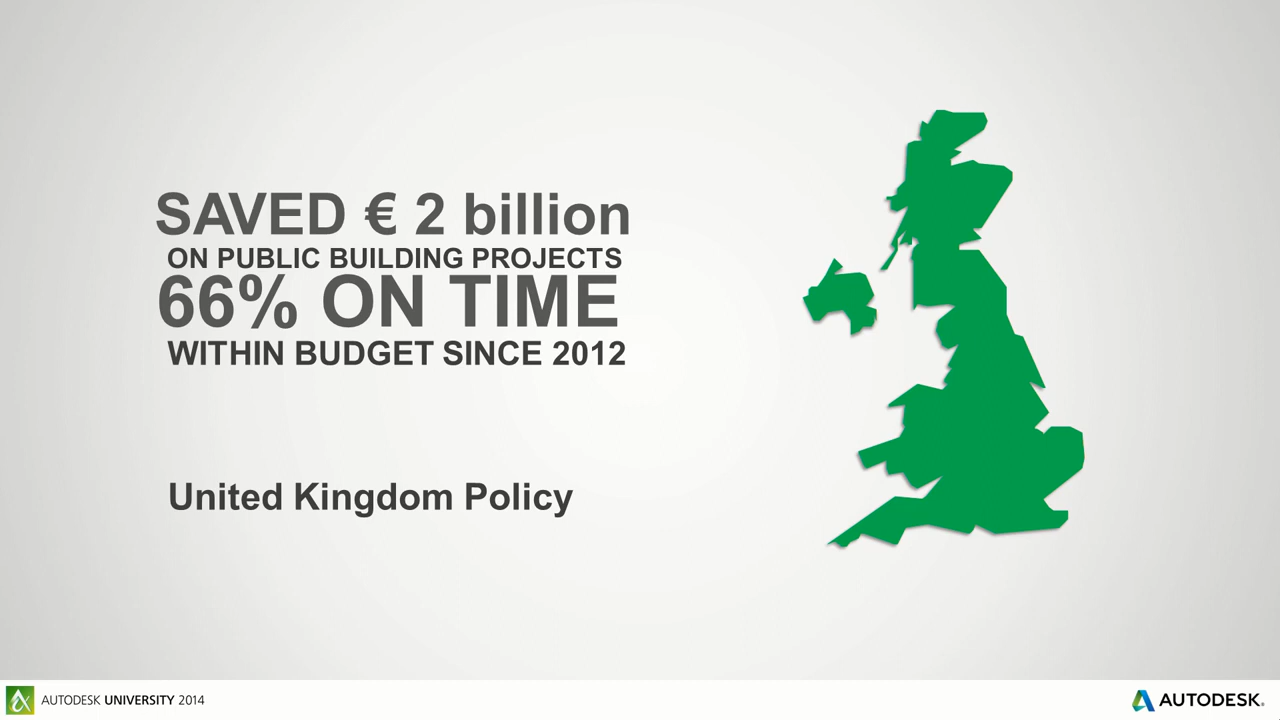 SAVED € 2 billion
ON PUBLIC BUILDING PROJECTS
66% ON TIME
WITHIN BUDGET SINCE 2012
United Kingdom Policy
AUTODESK UNIVERSITY 2014
AUTODESK®